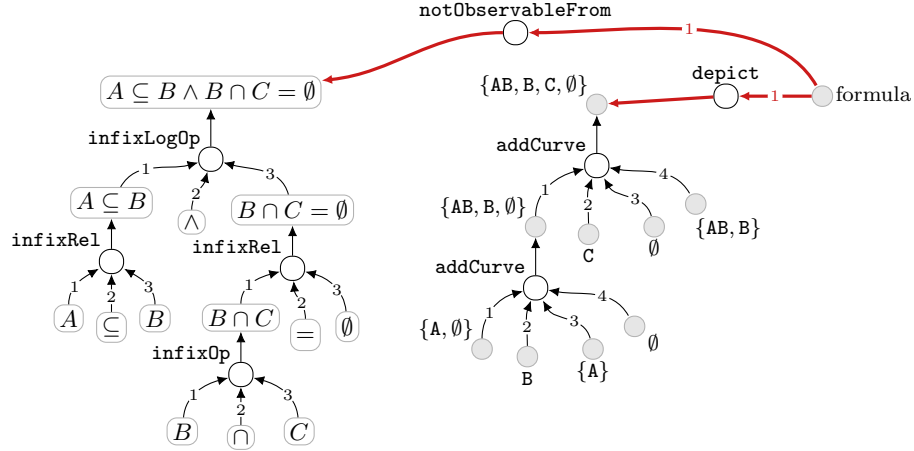 notObservableFrom
1
depict
1
formula
A ⊆ B ∧ B ∩ C = ∅
{AB, B, C, ∅}
infixLogOp
addCurve
1
2
3
1
2
3
4
A ⊆ B
∧
B ∩ C = ∅
{AB, B, ∅}
C
∅
{AB, B}
infixRel
infixRel
addCurve
1
2
3
1
2
3
1
2
3
4
A
⊆
B
B ∩ C
=
∅
{A, ∅}
B
{A}
∅
infixOp
1
2
3
B
∩
C